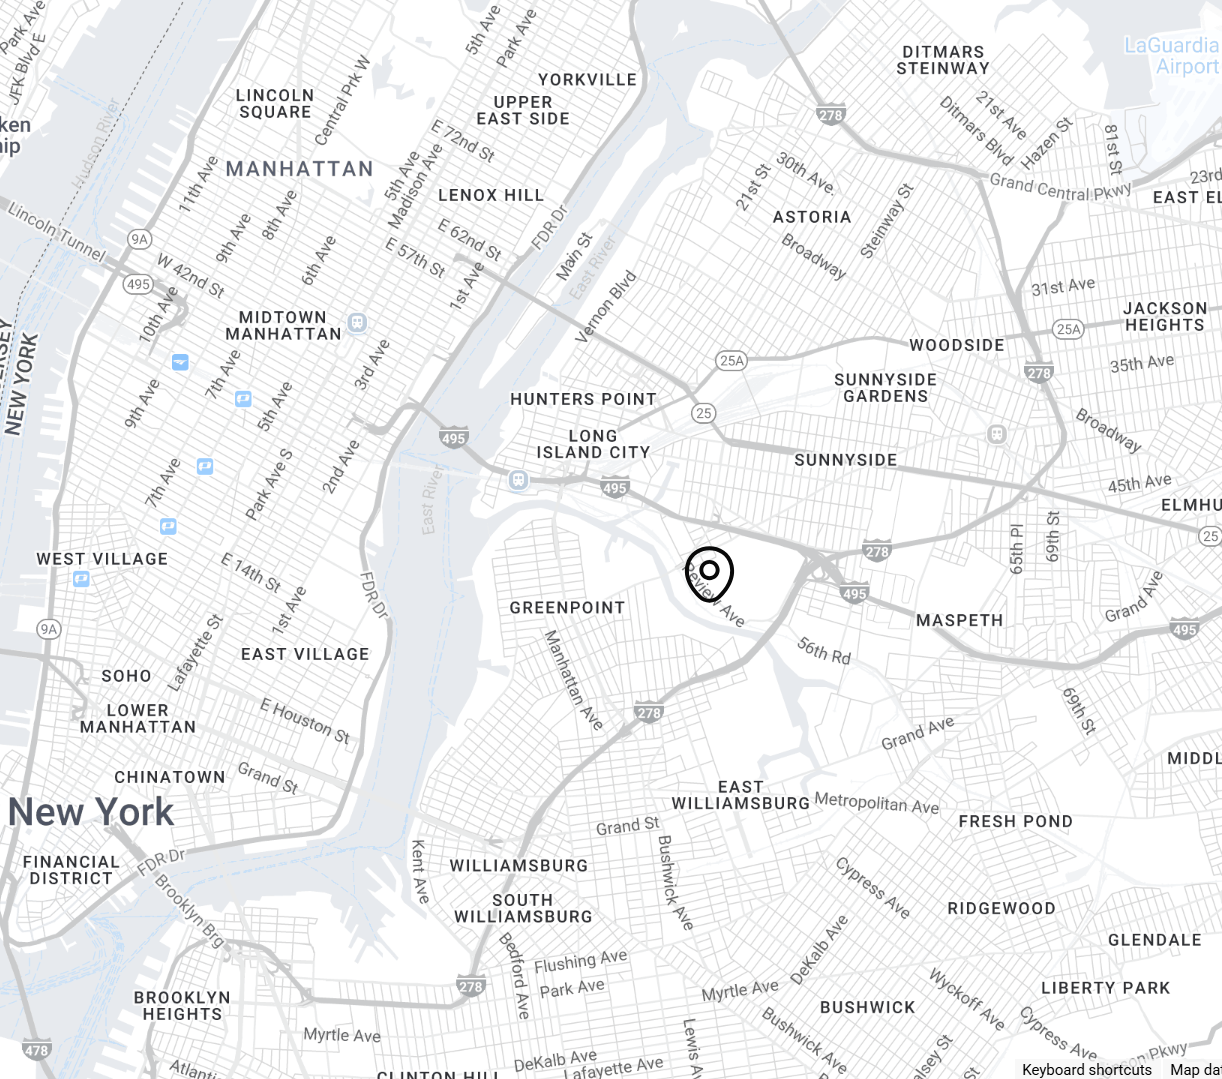 Park Ave
JFK Blvd E
5th Ave
Park Ave
Central Prk W
YORKVILLE
LINCOLN
SQUARE
UPPER
EAST SIDE
DITMARS
STEINWAY
LaGuardia
Airport
278
21st Ave
Ditmars Blvd
Hazen St
81st St
Hudson River
E 72nd St
MANHATTAN
11th Ave
5th Ave
Madison Ave
LENOX HILL
30th Ave
21st St
ASTORIA
Steinway St
Grand Central Pkwy
23rd
EAST EL
Lincoln Tunnel
9A
8th Ave
9th Ave
6th Ave
E 62nd St
E 57th St
FDR Dr
Main St
East River
Broadway
W 42nd St
495
10th Ave
1st Ave
Vernon Blvd
31st Ave
MIDTOWN
MANHATTAN
JACKSON
HEIGHTS
25A
WOODSIDE
25A
NEW YORK
7th Ave
3rd Ave
35th Ave
278
SUNNYSIDE
GARDENS
9th Ave
5th Ave
HUNTERS POINT
25
495
LONG
ISLAND CITY
Broadway
SUNNYSIDE
7th Ave
Park Ave S
2nd Ave
East River
495
45th Ave
ELMHU
25
WEST VILLAGE
E 14th St
65th Pl
69th St
278
Review Ave
495
1st Ave
FDR Dr
GREENPOINT
MASPETH
Grand Ave
495
9A
Lafayette St
EAST VILLAGE
Manhattan Ave
56th Rd
SOHO
LOWER
MANHATTAN
E Houston St
278
69th St
Grand Ave
MIDDL
CHINATOWN
Grand St
New York
EAST
WILLIAMSBURG
Metropolitan Ave
FRESH POND
Grand St
FINANCIAL
DISTRICT
FDR Dr
Kent Ave
WILLIAMSBURG
Bushwick Ave
Cypress Ave
Brooklyn Brg
SOUTH
WILLIAMSBURG
RIDGEWOOD
GLENDALE
Bedford Ave
Flushing Ave
DeKalb Ave
278
Park Ave
Myrtle Ave
Wyckoff Ave
LIBERTY PARK
BROOKLYN
HEIGHTS
BUSHWICK
Myrtle Ave
Bushwick Ave
Cypress Ave
478
DeKalb Ave
Lafayette Ave
CLINTON HILL
Keyboard shortcuts
Map dat